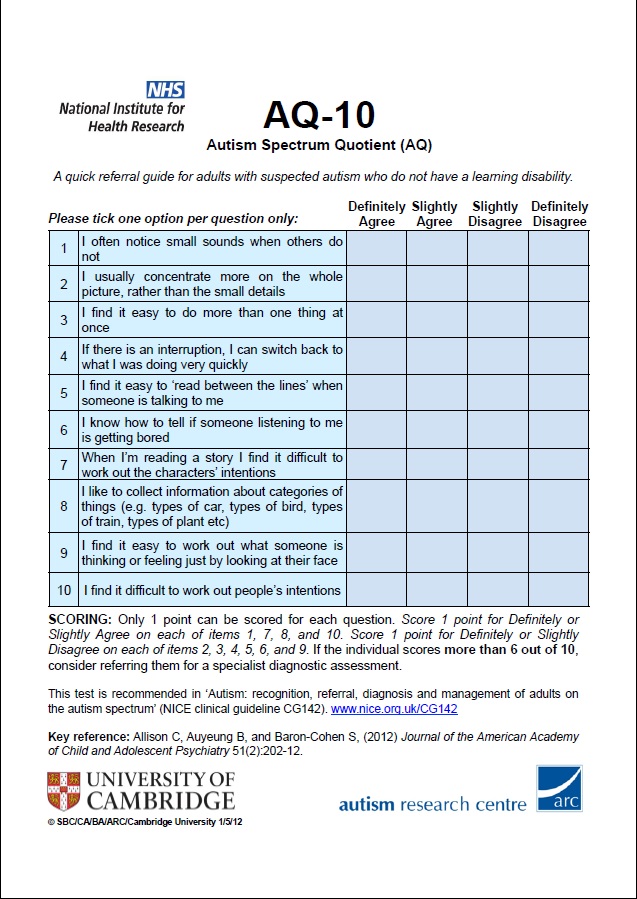 NHS
National Institute for
Health Research
AQ-10
Autism Spectrum Quotient (AQ)
A quick referral guide for adults with suspected autism who do not have a learning disability.
Please tick one option per question only:
Definitely Agree
Slightly Agree
Slightly Disagree
Definitely Disagree
1
I often notice small sounds when others do
not
2
I usually concentrate more on the whole
picture, rather than the small details
3
I find it easy to do more than one thing at
once
4
If there is an interruption, I can switch back to
what I was doing very quickly
5
I find it easy to ‘read between the lines’ when
someone is talking to me
6
I know how to tell if someone listening to me
is getting bored
7
When I’m reading a story I find it difficult to
work out the characters’ intentions
8
I like to collect information about categories of
things (e.g. types of car, types of bird, types
of train, types of plant etc)
9
I find it easy to work out what someone is
thinking or feeling just by looking at their face
10
I find it difficult to work out people’s intentions
SCORING: Only 1 point can be scored for each question. Score 1 point for Definitely or
Slightly Agree on each of items 1, 7, 8, and 10. Score 1 point for Definitely or Slightly
Disagree on each of items 2, 3, 4, 5, 6, and 9. If the individual scores more than 6 out of 10,
consider referring them for a specialist diagnostic assessment.
This test is recommended in ‘Autism: recognition, referral, diagnosis and management of adults on
the autism spectrum’ (NICE clinical guideline CG142). www.nice.org.uk/CG142
Key reference: Allison C, Auyeung B, and Baron-Cohen S, (2012) Journal of the American Academy
of Child and Adolescent Psychiatry 51(2):202-12.
UNIVERSITY OF
CAMBRIDGE
autism research centre
arc
© SBC/CA/BA/ARC/Cambridge University 1/5/12